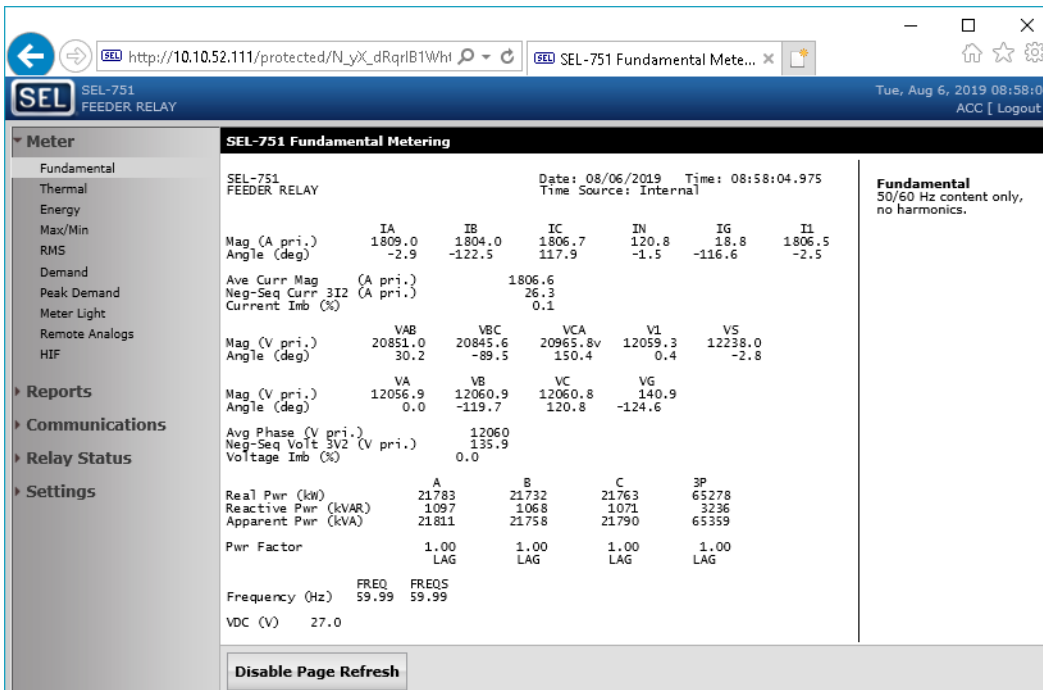 http://10.10.52.111/protected/N_yX_dRqrlB1Wht
SEL-751 Fundamental Mete...
SEL
SEL-751
FEEDER RELAY
Tue, Aug 6, 2019 08:58:0
ACC [ Logout
Meter
Fundamental
Thermal
Energy
Max/Min
RMS
Demand
Peak Demand
Meter Light
Remote Analogs
HIF
Reports
Communications
Relay Status
Settings
SEL-751 Fundamental Metering
SEL-751 Date: 08/06/2019 Time: 08:58:04.975
FEEDER RELAY Time Source: Internal
IA IB IC IN IG I1
Mag (A pri.) 1809.0 1804.0 1806.7 120.8 18.8 1806.5
Angle (deg) -2.9 -122.5 117.9 -1.5 -116.6 -2.5
Ave Curr Mag (A pri.) 1806.6
Neg-Seq Curr 3I2 (A pri.) 26.3
Current Imb (%) 0.1
VAB VBC VCA V1 VS
Mag (V pri.) 20851.0 20845.6 20965.8v 12059.3 12238.0
Angle (deg) 30.2 -89.5 150.4 0.4 -2.8
VA VB VC VG
Mag (V pri.) 12056.9 12060.9 12060.8 140.9
Angle (deg) 0.0 -119.7 120.8 -124.6
Avg Phase (V pri.) 12060
Neg-Seq Volt 3V2 (V pri.) 135.9
Voltage Imb (%) 0.0
A B C 3P
Real Pwr (kW) 21783 21732 21763 65278
Reactive Pwr (kVAR) 1097 1068 1071 3236
Apparent Pwr (kVA) 21811 21758 21790 65359
Pwr Factor 1.00 1.00 1.00 1.00
LAG LAG LAG LAG
FREQ FREQS
Frequency (Hz) 59.99 59.99
VDC (V) 27.0
Fundamental
50/60 Hz content only,
no harmonics.
Disable Page Refresh